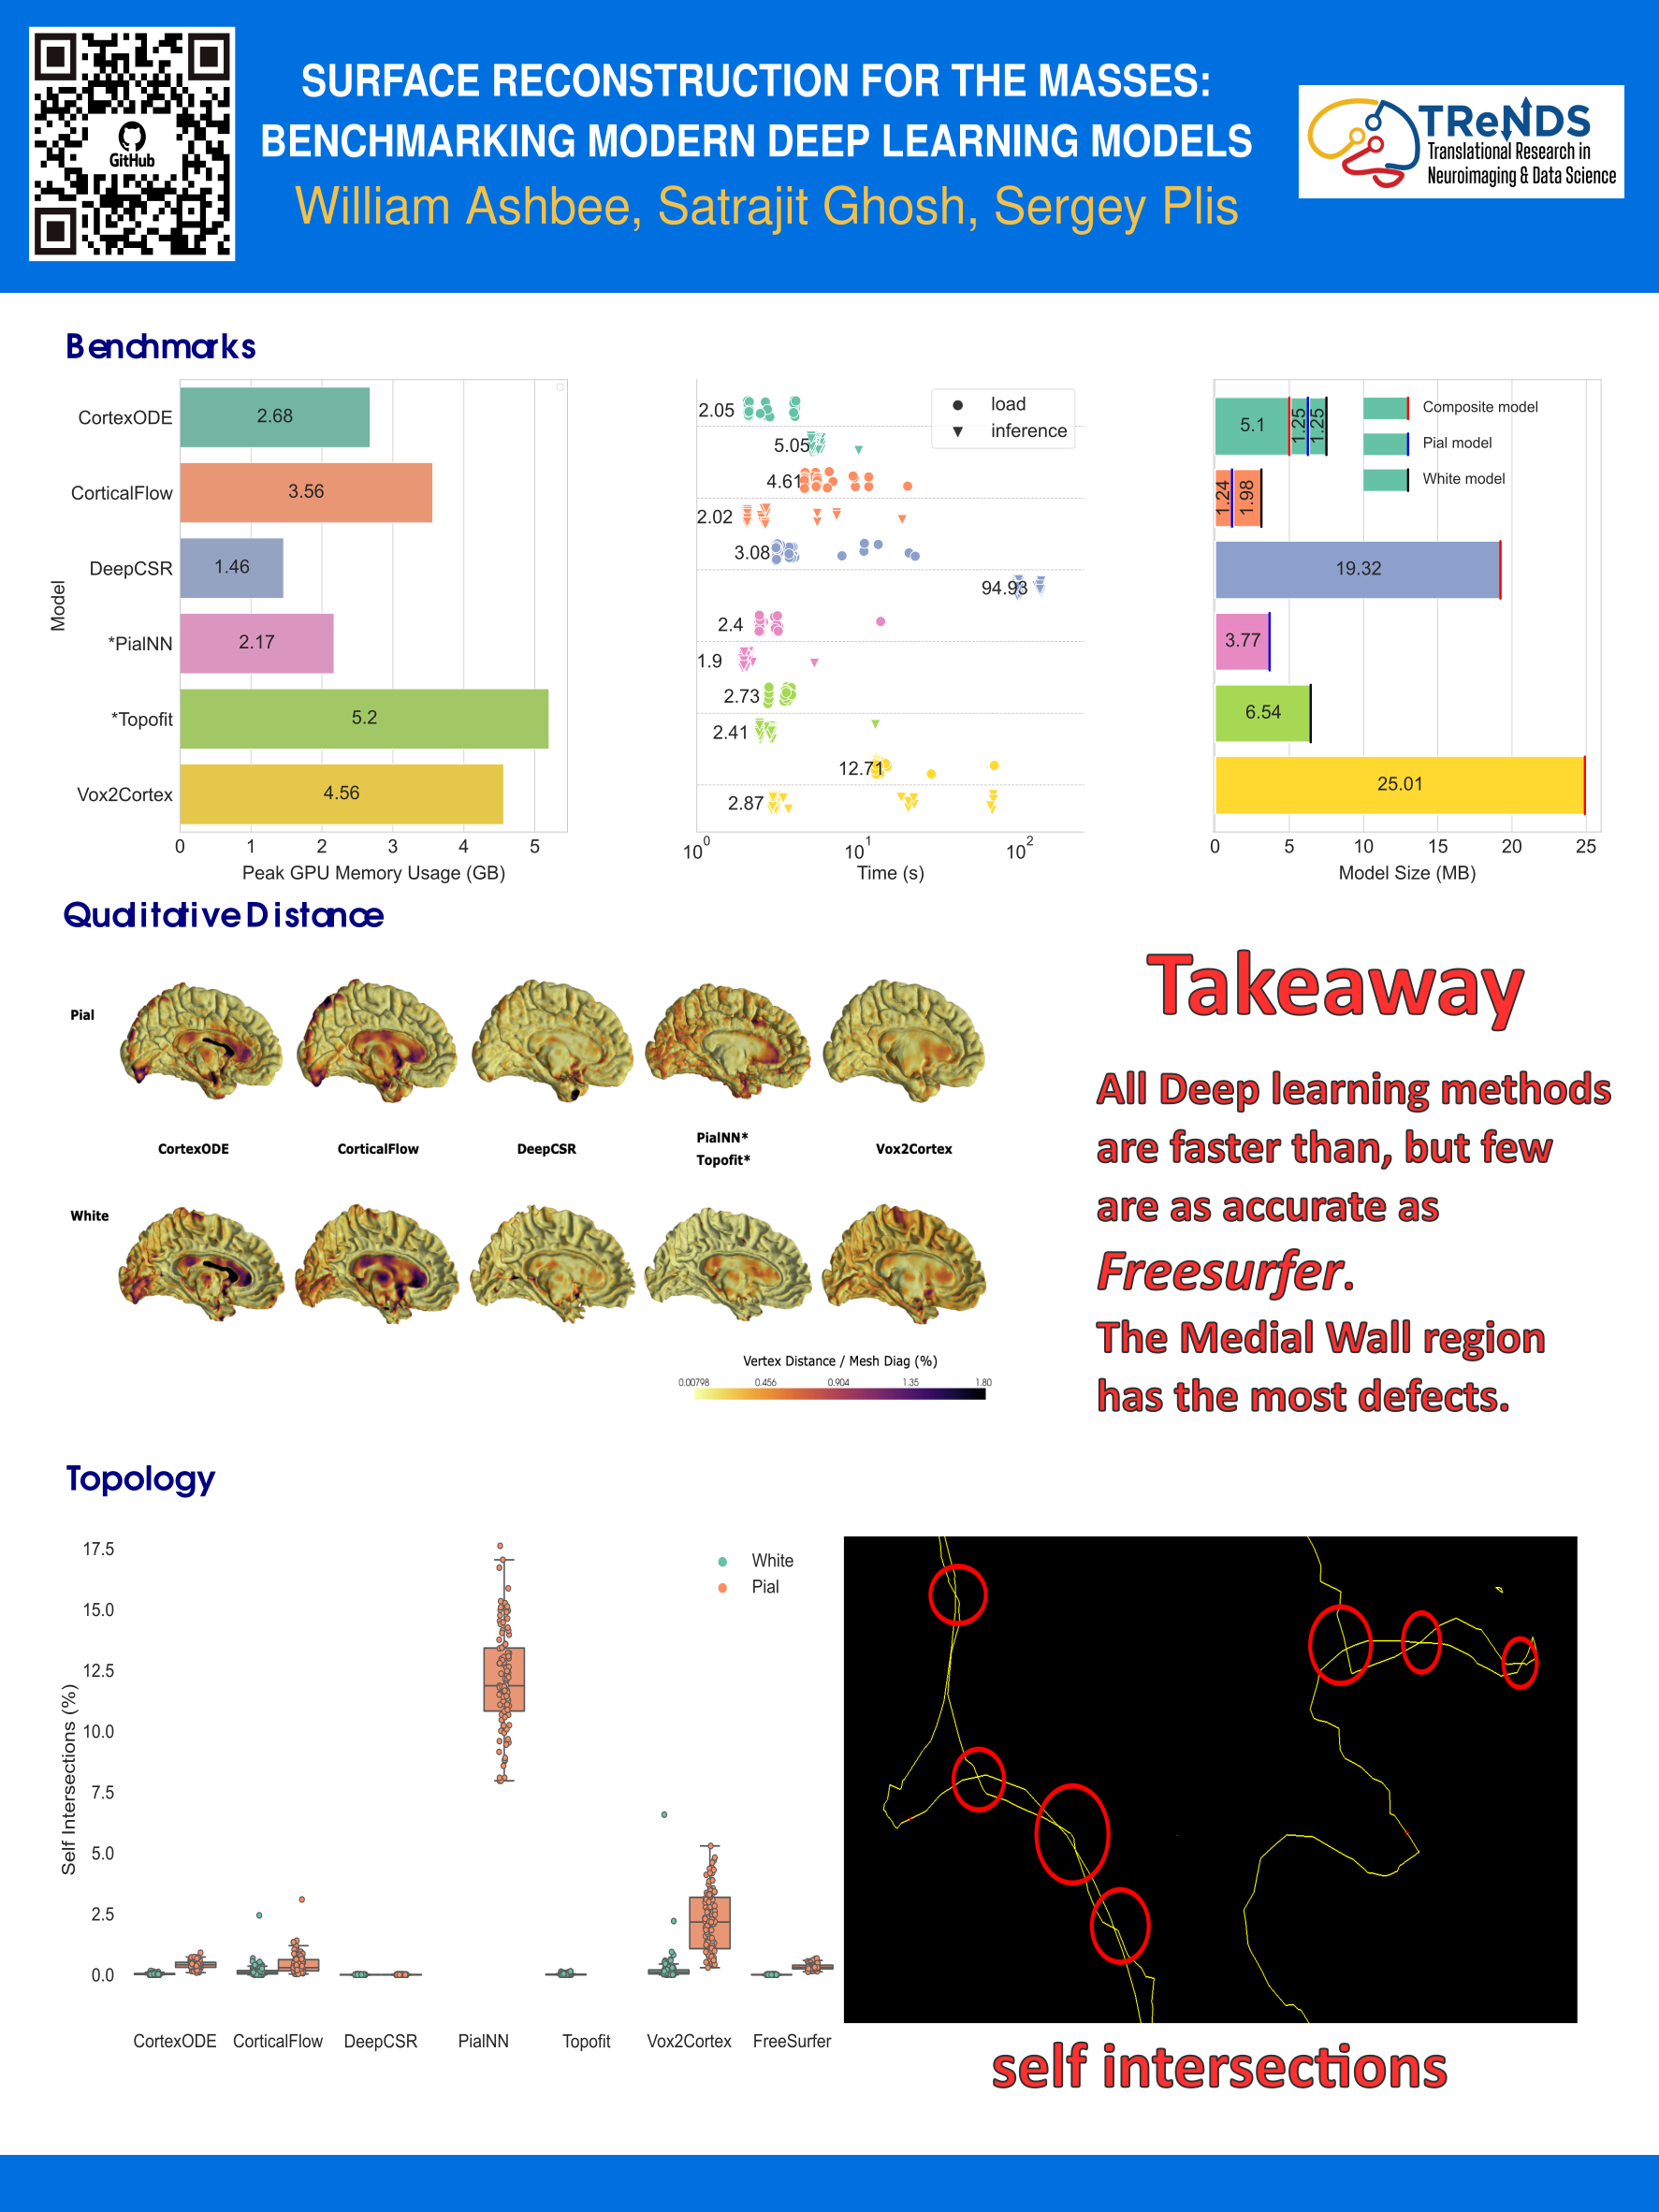 GitHub
SURFACE RECONSTRUCTION FOR THE MASSES:
BENCHMARKING MODERN DEEP LEARNING MODELS
William Ashbee, Satrajit Ghosh, Sergey Plis
TReNDS
Translational Research in
Neuroimaging & Data Science
Benchmarks
Model
CortexODE
CorticalFlow
DeepCSR
*PialNN
*Topofit
Vox2Cortex
2.68
3.56
1.46
2.17
5.2
4.56
0 1 2 3 4 5
Peak GPU Memory Usage (GB)
load
inference
2.05
5.05
4.61
2.02
3.08
94.93
2.4
1.9
2.73
2.41
12.71
2.87
10^0 10^1 10^2
Time (s)
Composite model
Pial model
White model
5.1 1.25 1.25
1.24 1.98
19.32
3.77
6.54
25.01
0 5 10 15 20 25
Model Size (MB)
Qualitative Distance
Pial
CortexODE CorticalFlow DeepCSR PialNN* Vox2Cortex
Topofit*
White
Vertex Distance / Mesh Diag (%)
0.00798 0.456 0.904 1.35 1.80
Takeaway
All Deep learning methods
are faster than, but few
are as accurate as
Freesurfer.
The Medial Wall region
has the most defects.
Topology
Self Intersections (%)
17.5
15.0
12.5
10.0
7.5
5.0
2.5
0.0
White
Pial
CortexODE CorticalFlow DeepCSR PialNN Topofit Vox2Cortex FreeSurfer
self intersections